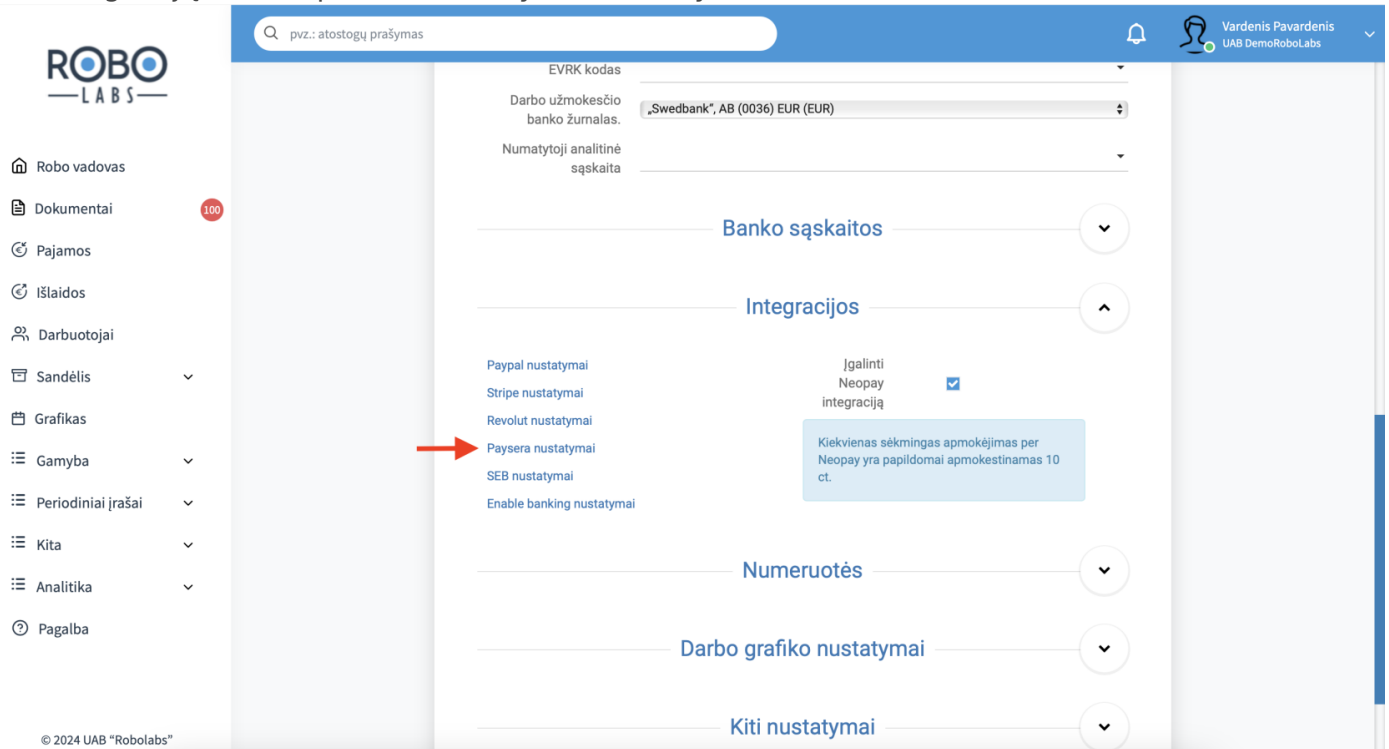 pvz.: atostogų prašymas
Vardenis Pavardenis
UAB DemoRoboLabs
ROBO
LABS
Robo vadovas
Dokumentai
100
Pajamos
Išlaidos
Darbuotojai
Sandėlis
Grafikas
Gamyba
Periodiniai įrašai
Kita
Analitika
Pagalba
© 2024 UAB “Robolabs”
EVRK kodas
Darbo užmokesčio
banko žurnalas.
„Swedbank“, AB (0036) EUR (EUR)
Numatytoji analitinė
sąskaita
Banko sąskaitos
Integracijos
Paypal nustatymai
Stripe nustatymai
Revolut nustatymai
Paysera nustatymai
SEB nustatymai
Enable banking nustatymai
Įgalinti
Neopay
integraciją
Kiekvienas sėkmingas apmokėjimas per
Neopay yra papildomai apmokestinamas 10
ct.
Numeruotės
Darbo grafiko nustatymai
Kiti nustatymai